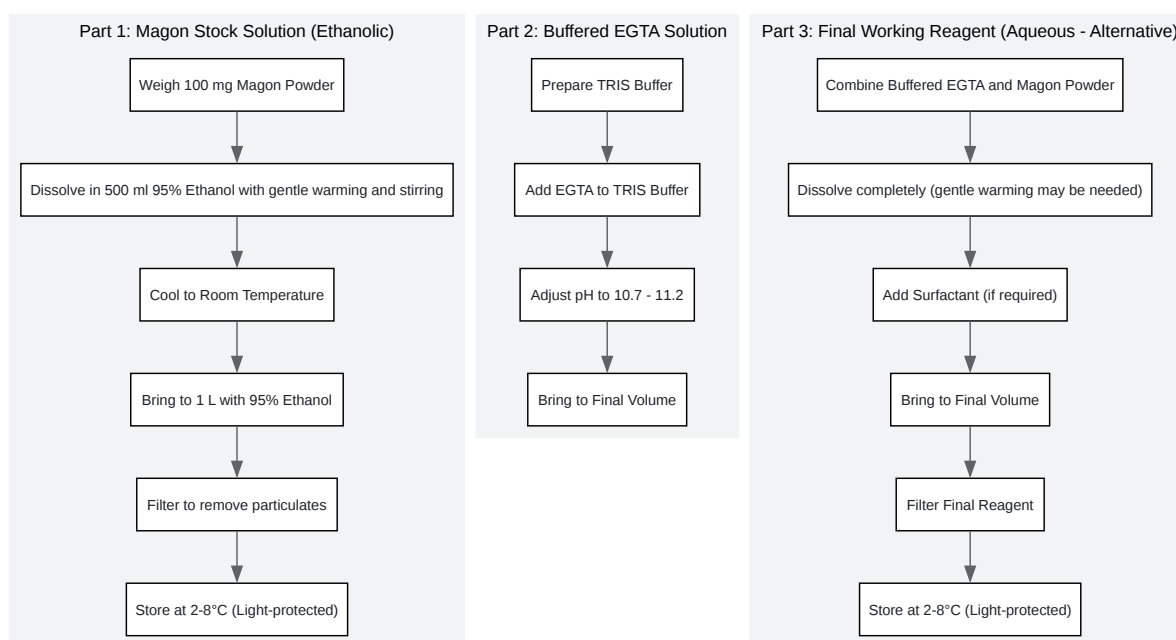 Part 1: Magon Stock Solution (Ethanolic)
Weigh 100 mg Magon Powder
Dissolve in 500 ml 95% Ethanol with gentle warming and stirring
Cool to Room Temperature
Bring to 1 L with 95% Ethanol
Filter to remove particulates
Store at 2-8°C (Light-protected)
Part 2: Buffered EGTA Solution
Prepare TRIS Buffer
Add EGTA to TRIS Buffer
Adjust pH to 10.7 - 11.2
Bring to Final Volume
Part 3: Final Working Reagent (Aqueous - Alternative)
Combine Buffered EGTA and Magon Powder
Dissolve completely (gentle warming may be needed)
Add Surfactant (if required)
Bring to Final Volume
Filter Final Reagent
Store at 2-8°C (Light-protected)